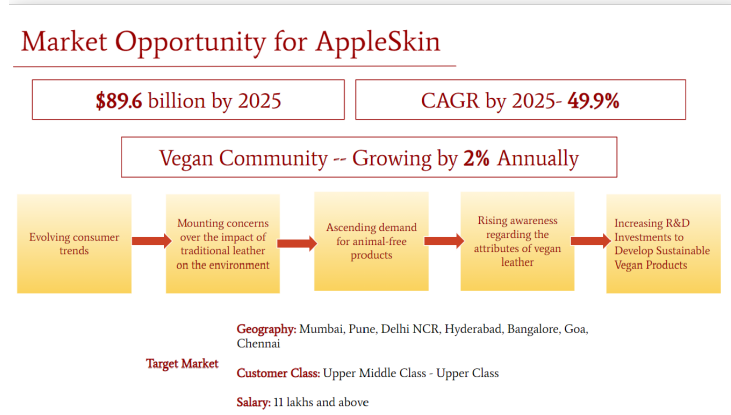 Market Opportunity for AppleSkin
$89.6 billion by 2025
CAGR by 2025- 49.9%
Vegan Community -- Growing by 2% Annually
Evolving consumer
trends
Mounting concerns
over the impact of
traditional leather
on the environment
Ascending demand
for animal-free
products
Rising awareness
regarding the
attributes of vegan
leather
Increasing R&D
Investments to
Develop Sustainable
Vegan Products
Target Market
Geography: Mumbai, Pune, Delhi NCR, Hyderabad, Bangalore, Goa,
Chennai
Customer Class: Upper Middle Class - Upper Class
Salary: 11 lakhs and above